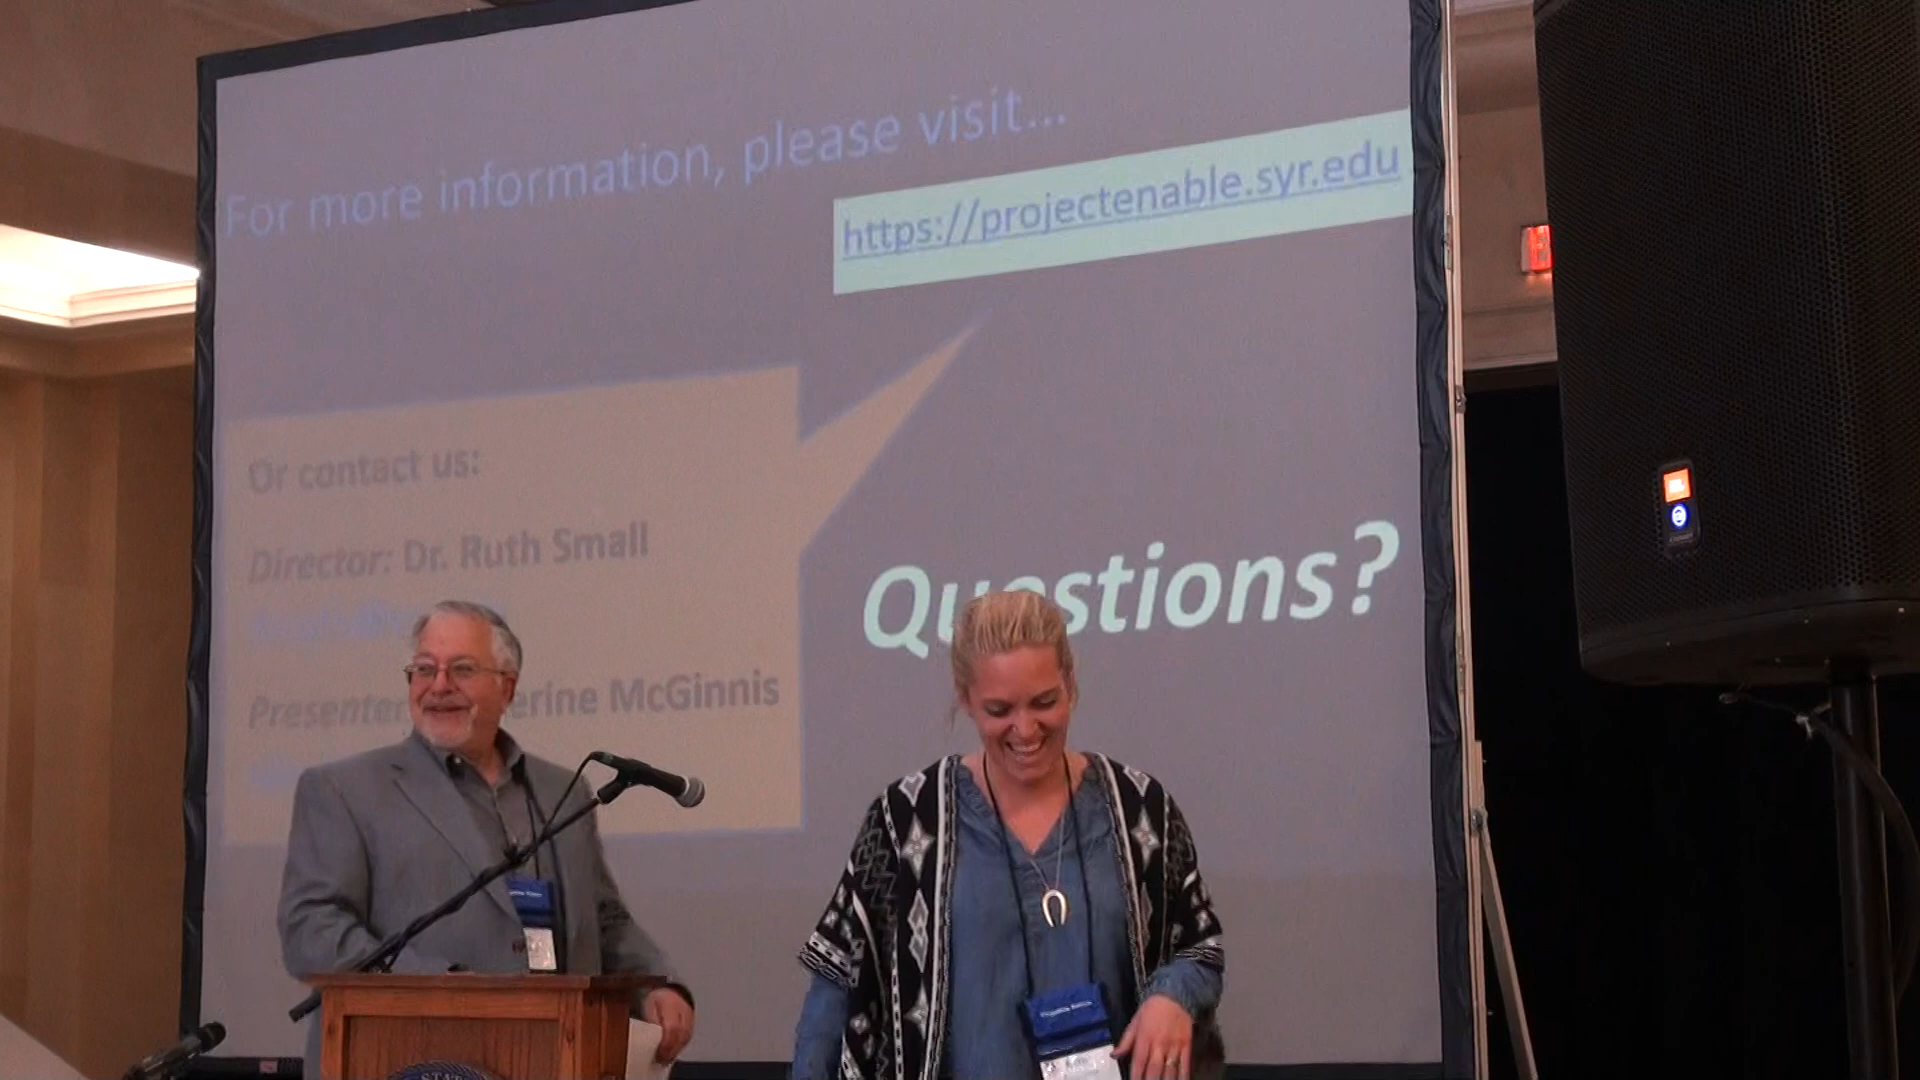 For more information, please visit...
https://projectenable.syr.edu
Or contact us:
Director: Dr. Ruth Small
Questions?
Presenter erine McGinnis
STAT